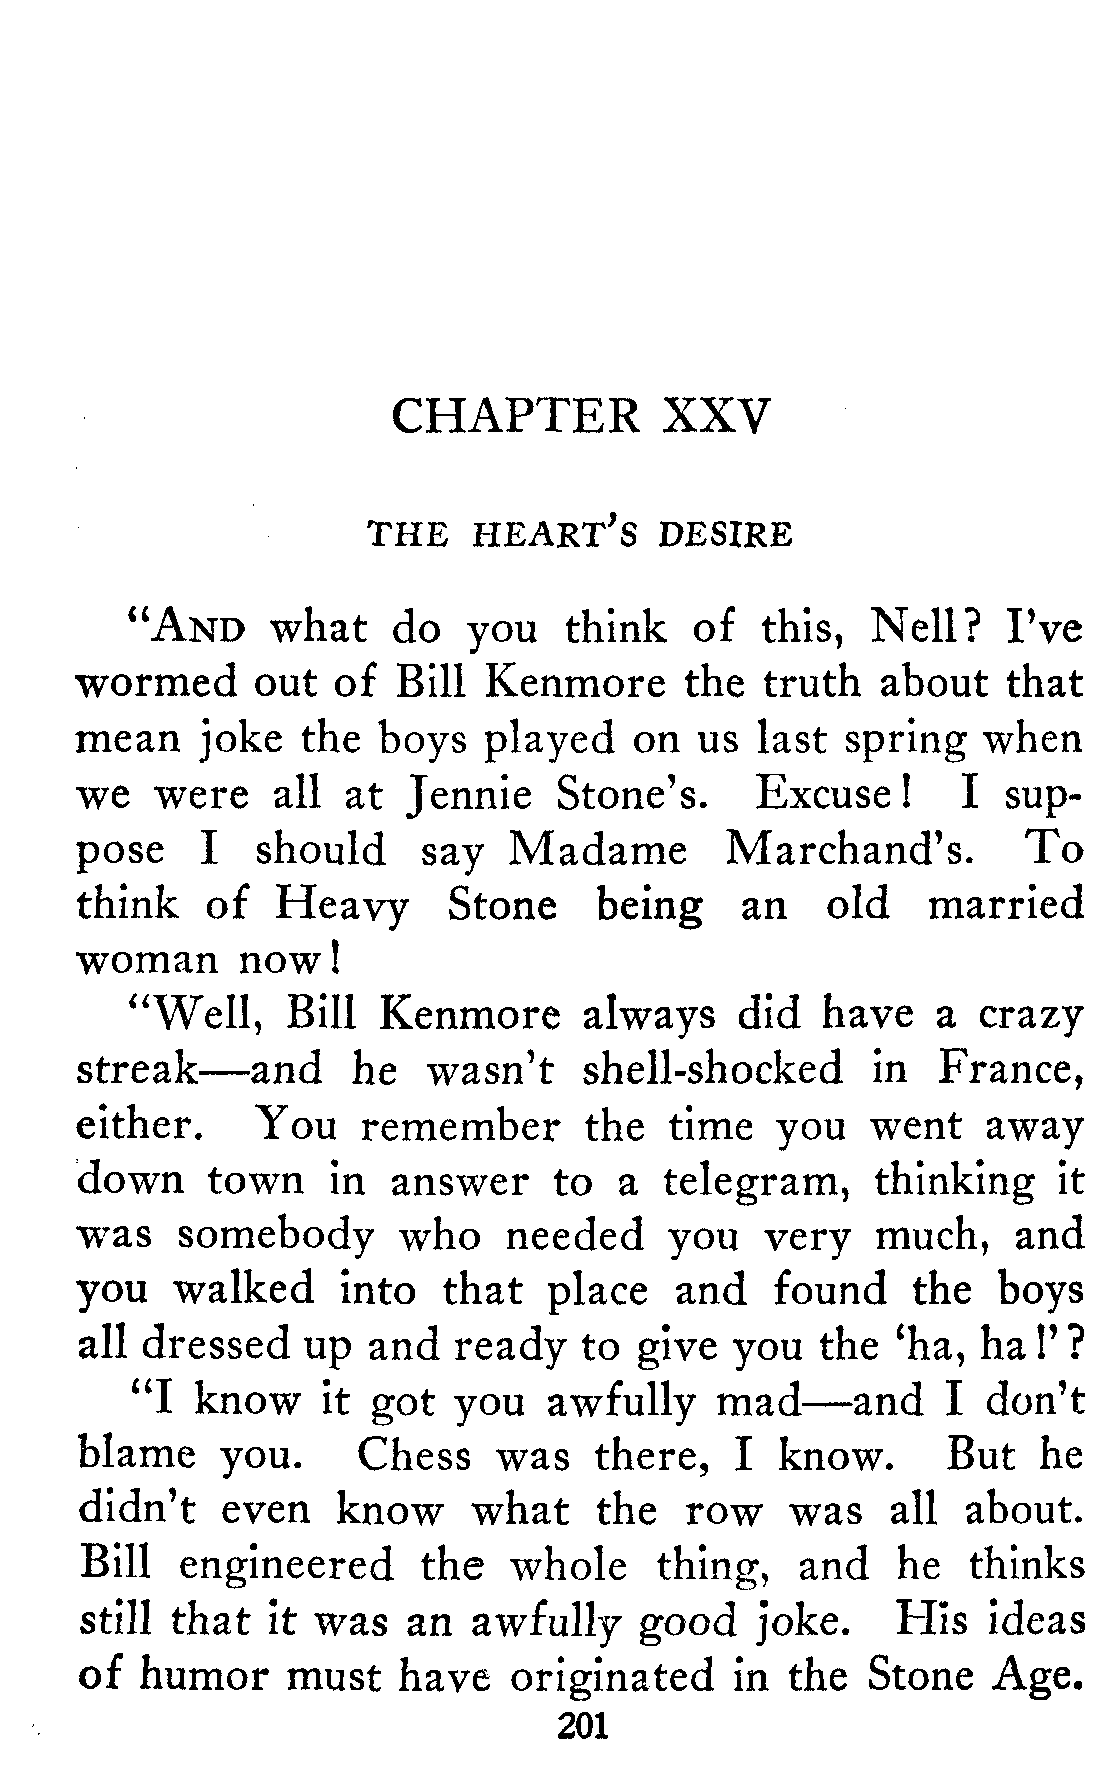 CHAPTER XXV
THE HEART'S DESIRE
“AND what do you think of this, Nell? I've
wormed out of Bill Kenmore the truth about that
mean joke the boys played on us last spring when
we were all at Jennie Stone's. Excuse! I sup-
pose I should say Madame Marchand's. To
think of Heavy Stone being an old married
woman now!
“Well, Bill Kenmore always did have a crazy
streak—and he wasn't shell-shocked in France,
either. You remember the time you went away
down town in answer to a telegram, thinking it
was somebody who needed you very much, and
you walked into that place and found the boys
all dressed up and ready to give you the ‘ha, ha!’?
“I know it got you awfully mad—and I don't
blame you. Chess was there, I know. But he
didn't even know what the row was all about.
Bill engineered the whole thing, and he thinks
still that it was an awfully good joke. His ideas
of humor must have originated in the Stone Age.
201